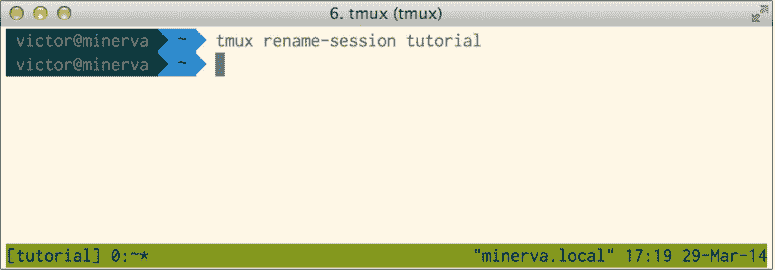 6. tmux (tmux)
victor@minerva ~ tmux rename-session tutorial
victor@minerva ~
[tutorial] 0:~* "minerva.local" 17:19 29-Mar-14